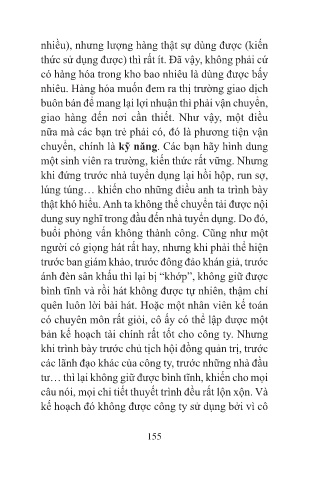 nhiều), nhưng lượng hàng thật sự dùng được (kiến
thức sử dụng được) thì rất ít. Đã vậy, không phải cứ
có hàng hóa trong kho bao nhiêu là dùng được bấy
nhiêu. Hàng hóa muốn đem ra thị trường giao dịch
buôn bán để mang lại lợi nhuận thì phải vận chuyển,
giao hàng đến nơi cần thiết. Như vậy, một điều
nữa mà các bạn trẻ phải có, đó là phương tiện vận
chuyển, chính là kỹ năng. Các bạn hãy hình dung
một sinh viên ra trường, kiến thức rất vững. Nhưng
khi đứng trước nhà tuyển dụng lại hồi hộp, run sợ,
lúng túng… khiến cho những điều anh ta trình bày
thật khó hiểu. Anh ta không thể chuyển tải được nội
dung suy nghĩ trong đầu đến nhà tuyển dụng. Do đó,
buổi phỏng vấn không thành công. Cũng như một
người có giọng hát rất hay, nhưng khi phải thể hiện
trước ban giám khảo, trước đông đảo khán giả, trước
ánh đèn sân khấu thì lại bị “khớp”, không giữ được
bình tĩnh và rồi hát không được tự nhiên, thậm chí
quên luôn lời bài hát. Hoặc một nhân viên kế toán
có chuyên môn rất giỏi, cô ấy có thể lập được một
bản kế hoạch tài chính rất tốt cho công ty. Nhưng
khi trình bày trước chủ tịch hội đồng quản trị, trước
các lãnh đạo khác của công ty, trước những nhà đầu
tư… thì lại không giữ được bình tĩnh, khiến cho mọi
câu nói, mọi chi tiết thuyết trình đều rất lộn xộn. Và
kế hoạch đó không được công ty sử dụng bởi vì cô
155